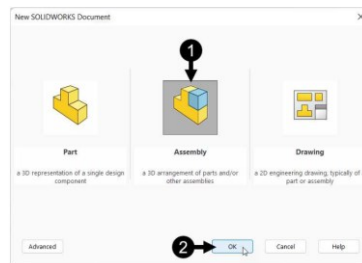 New SOLIDWORKS Document
1
Part
Assembly
Drawing
a 3D representation of a single design component
a 3D arrangement of parts and/or other assemblies
a 2D engineering drawing, typically of a part or assembly
Advanced
2
OK
Cancel
Help